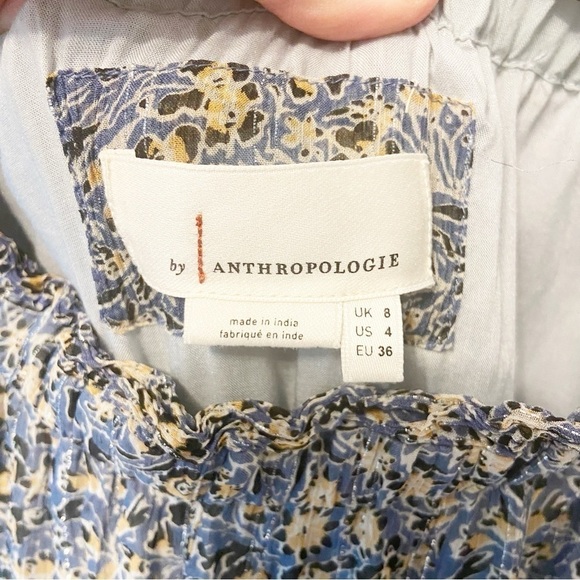 by ANTHROPOLOGIE
made in india
fabriqué en inde
UK 8
US 4
EU 36